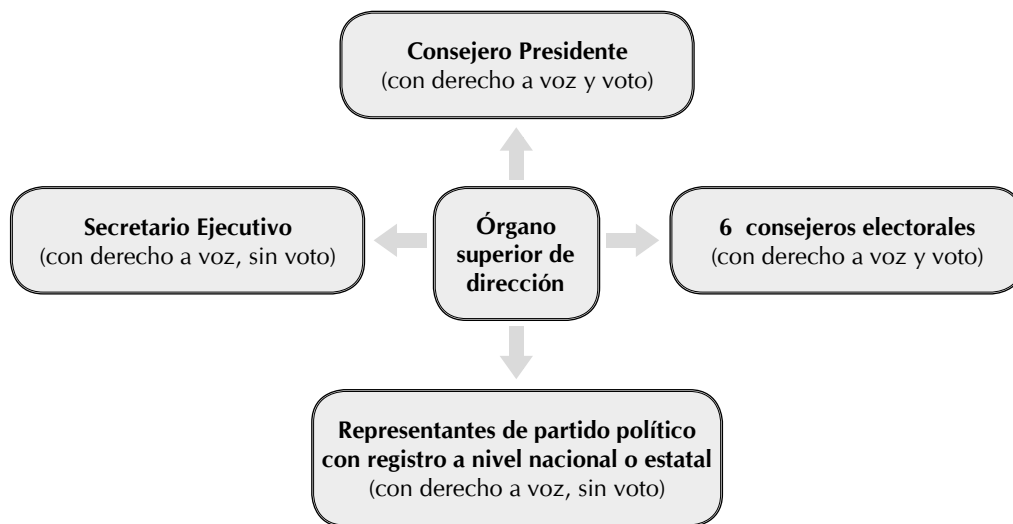 Consejero Presidente
(con derecho a voz y voto)
Secretario Ejecutivo
(con derecho a voz, sin voto)
Órgano
superior de
dirección
6 consejeros electorales
(con derecho a voz y voto)
Representantes de partido político
con registro a nivel nacional o estatal
(con derecho a voz, sin voto)